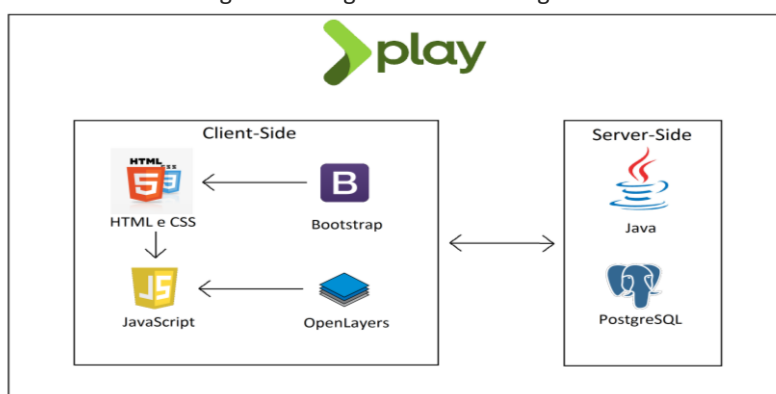 play
Client-Side
Server-Side
HTML
CSS
5
3
B
HTML e CSS
Bootstrap
Java
JS
JavaScript
OpenLayers
PostgreSQL